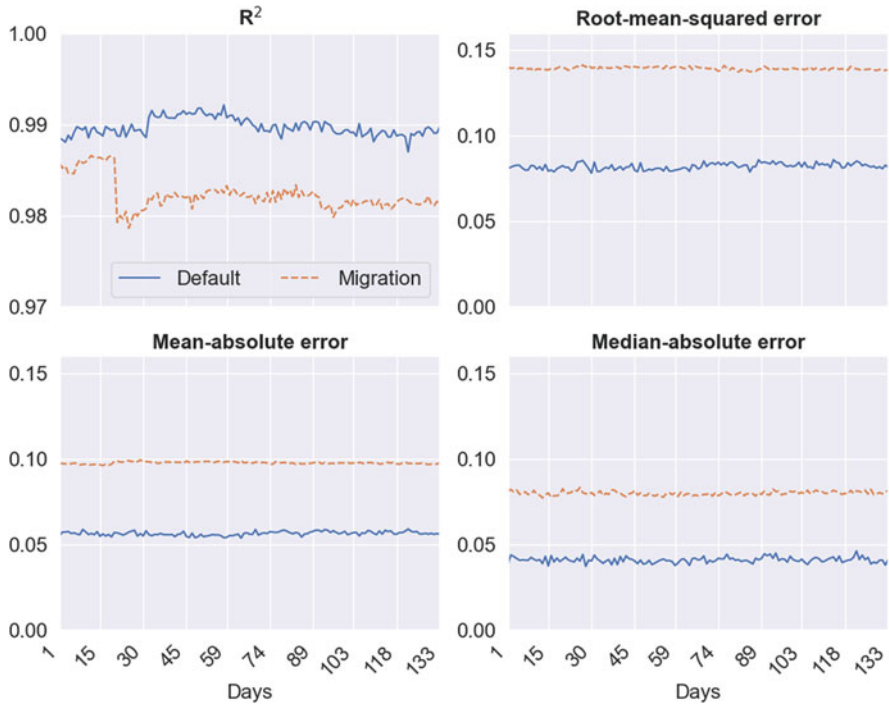 R²
Root-mean-squared error
1.00
0.99
0.98
0.97
Default
Migration
0.15
0.10
0.05
0.00
Mean-absolute error
Median-absolute error
0.15
0.10
0.05
0.00
0.15
0.10
0.05
0.00
1 15 30 45 59 74 89 103 118 133
1 15 30 45 59 74 89 103 118 133
Days
Days